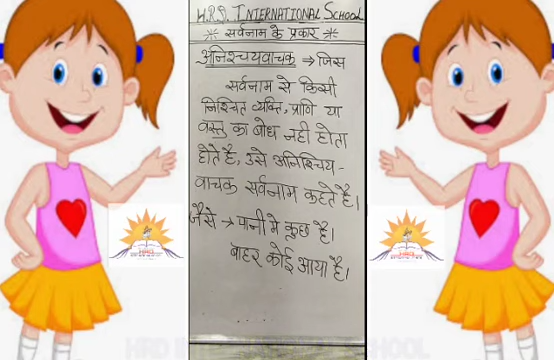 H.R.D. INTERNATIONAL SCHOOL
⁕ सर्वनाम के प्रकार ⁕
अनिश्चयवाचक → जिस
सर्वनाम से किसी
निश्चित व्यक्ति, प्राणि या
वस्तु का बोध नही होता
होते है, उसे अनिश्चिय-
वाचक सर्वनाम कहते है।
जैसे → पानी मे कुछ है।
बाहर कोई आया है।
HRD